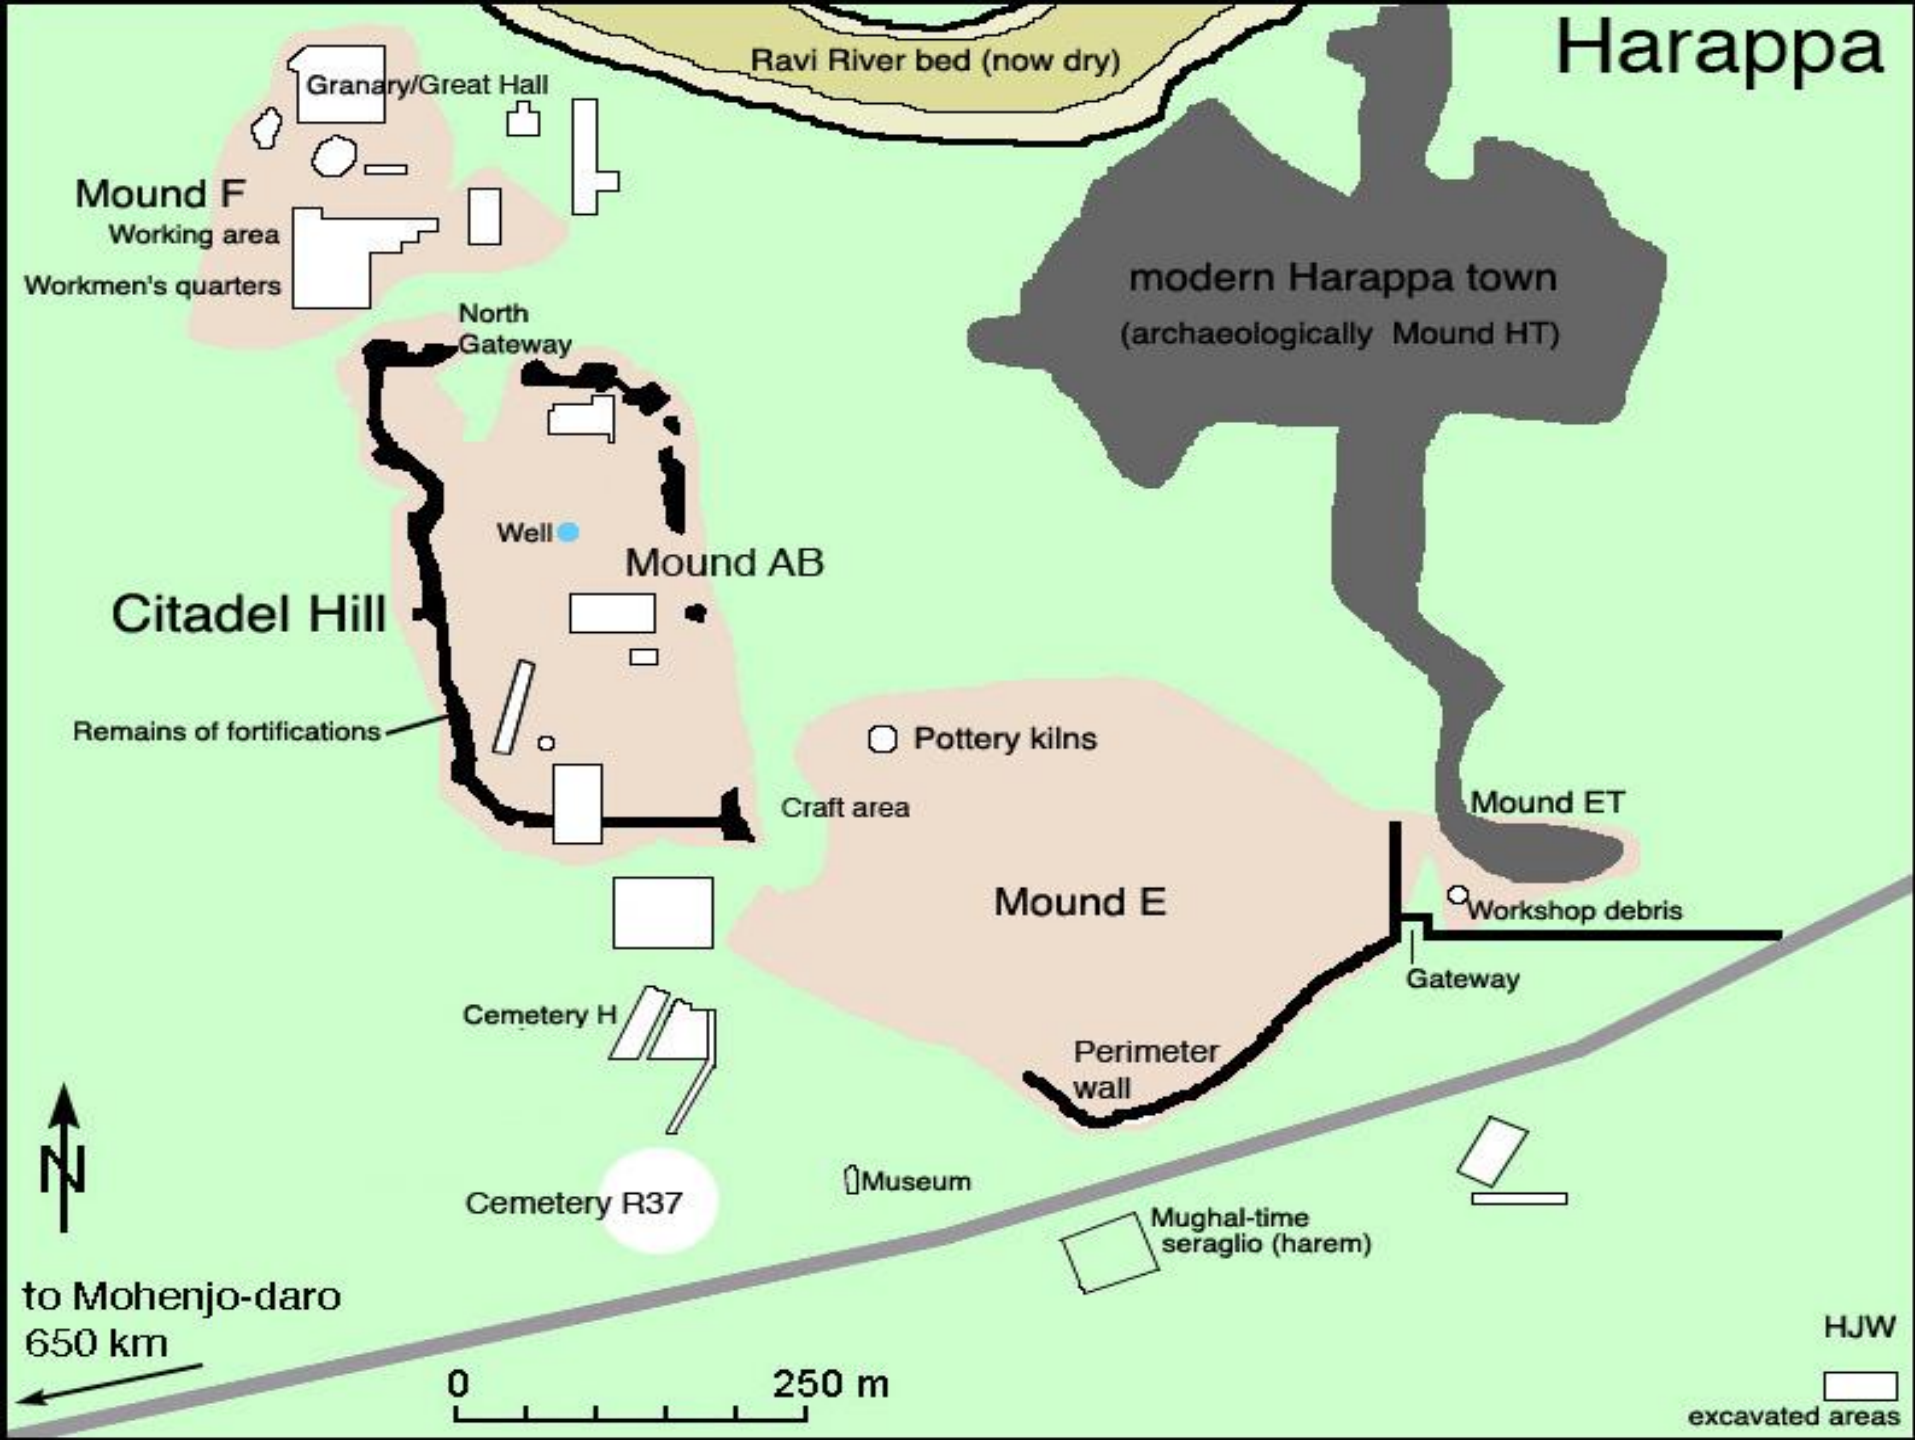 Harappa
Ravi River bed (now dry)
Granary/Great Hall
Mound F
Working area
Workmen's quarters
North
Gateway
modern Harappa town
(archaeologically Mound HT)
Well
Mound AB
Citadel Hill
Remains of fortifications
Pottery kilns
Craft area
Mound ET
Mound E
Workshop debris
Gateway
Cemetery H
Perimeter
wall
N
Cemetery R37
Museum
Mughal-time
seraglio (harem)
to Mohenjo-daro
650 km
0 250 m
HJW
excavated areas